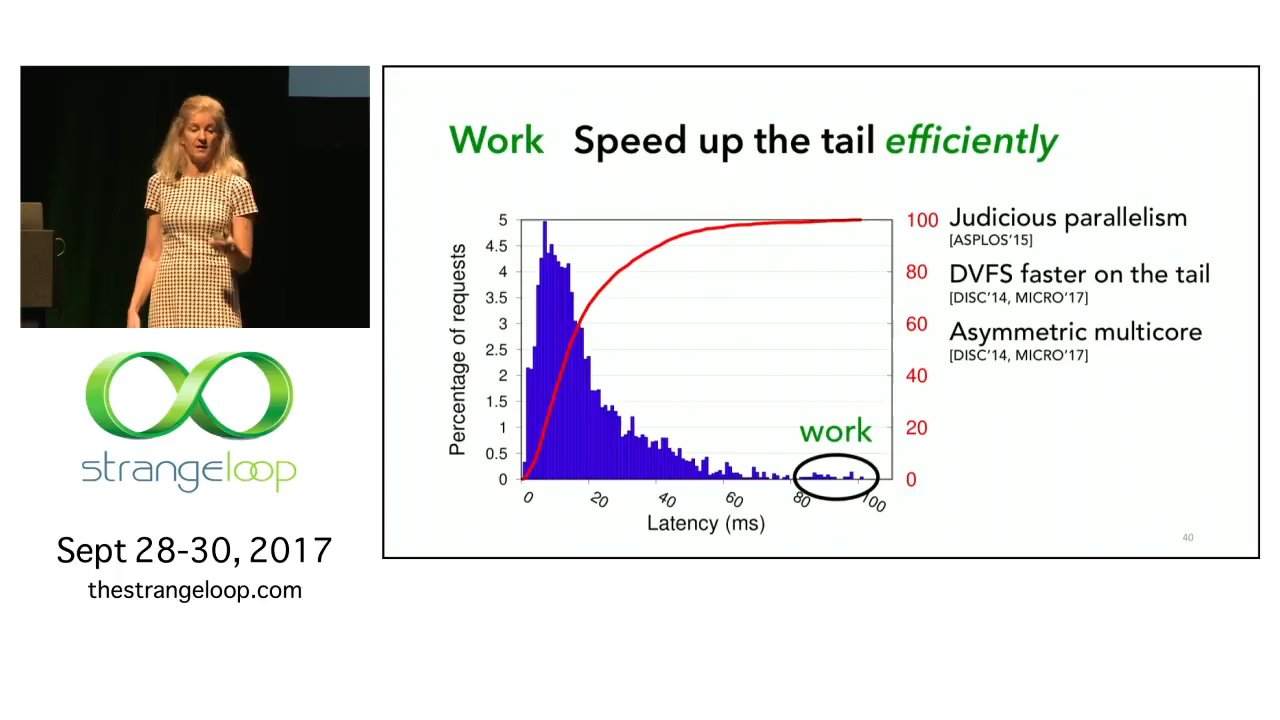 Work Speed up the tail efficiently
5
4.5
4
3.5
3
2.5
2
1.5
1
0.5
0
Percentage of requests
0 20 40 60 80 100
Latency (ms)
work
100
80
60
40
20
0
Judicious parallelism
[ASPLOS'15]
DVFS faster on the tail
[DISC'14, MICRO'17]
Asymmetric multicore
[DISC'14, MICRO'17]
40
strangeloop
Sept 28-30, 2017
thestrangeloop.com